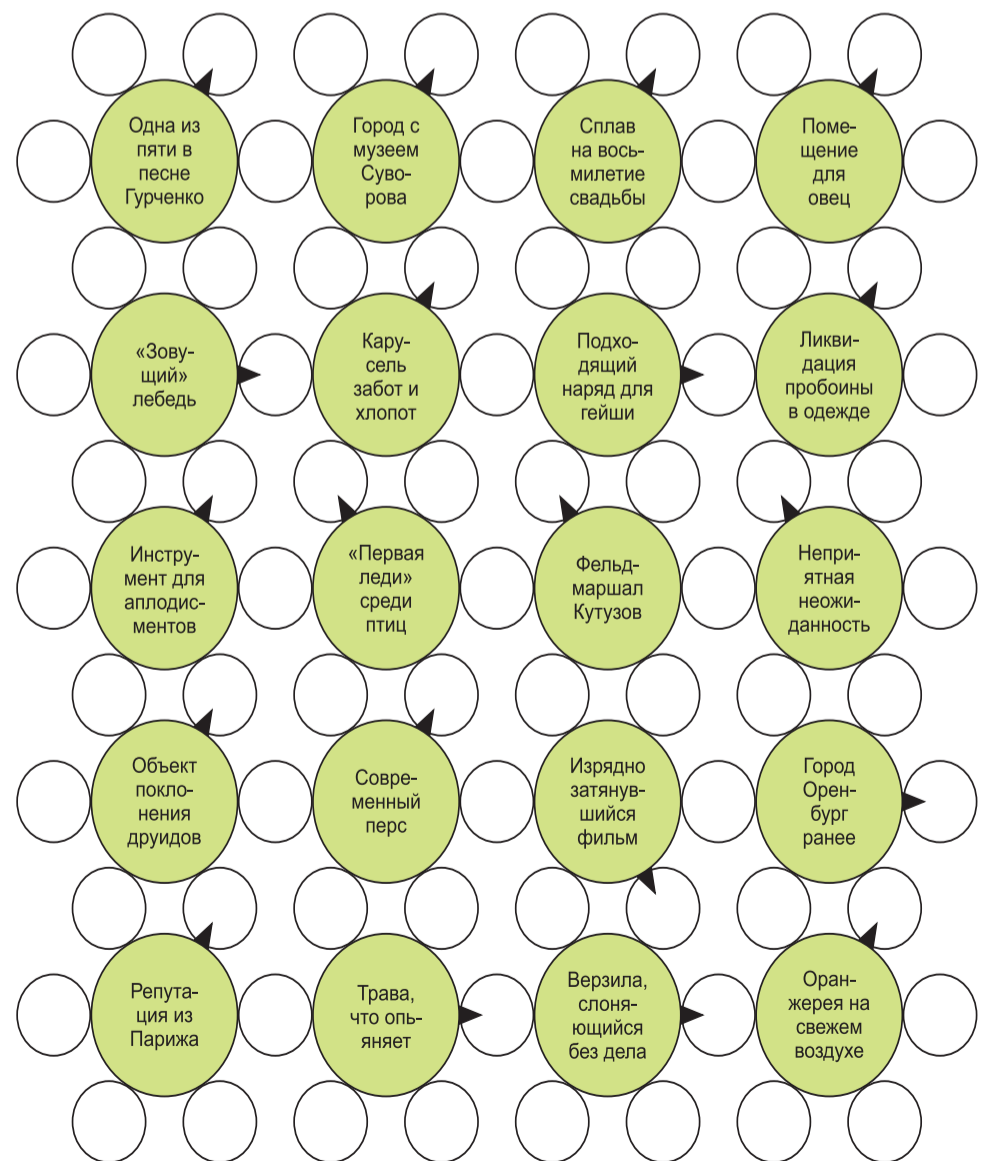 Одна из
пяти в
песне
Гурченко
Город с
музеем
Суво-
рова
Сплав
на вось-
милетие
свадьбы
Поме-
щение
для
овец
«Зову-
щий»
лебедь
Кару-
сель
забот и
хлопот
Подхо-
дящий
наряд для
гейши
Ликви-
дация
пробоины
в одежде
Инстру-
мент для
аплодис-
ментов
«Первая
леди»
среди
птиц
Фельд-
маршал
Кутузов
Непри-
ятная
неожи-
данность
Объект
покло-
нения
друидов
Совре-
менный
перс
Изрядно
затянув-
шийся
фильм
Город
Орен-
бург
ранее
Репута-
ция из
Парижа
Трава,
что опь-
яняет
Верзила,
слоня-
ющийся
без дела
Оран-
жерея на
свежем
воздухе